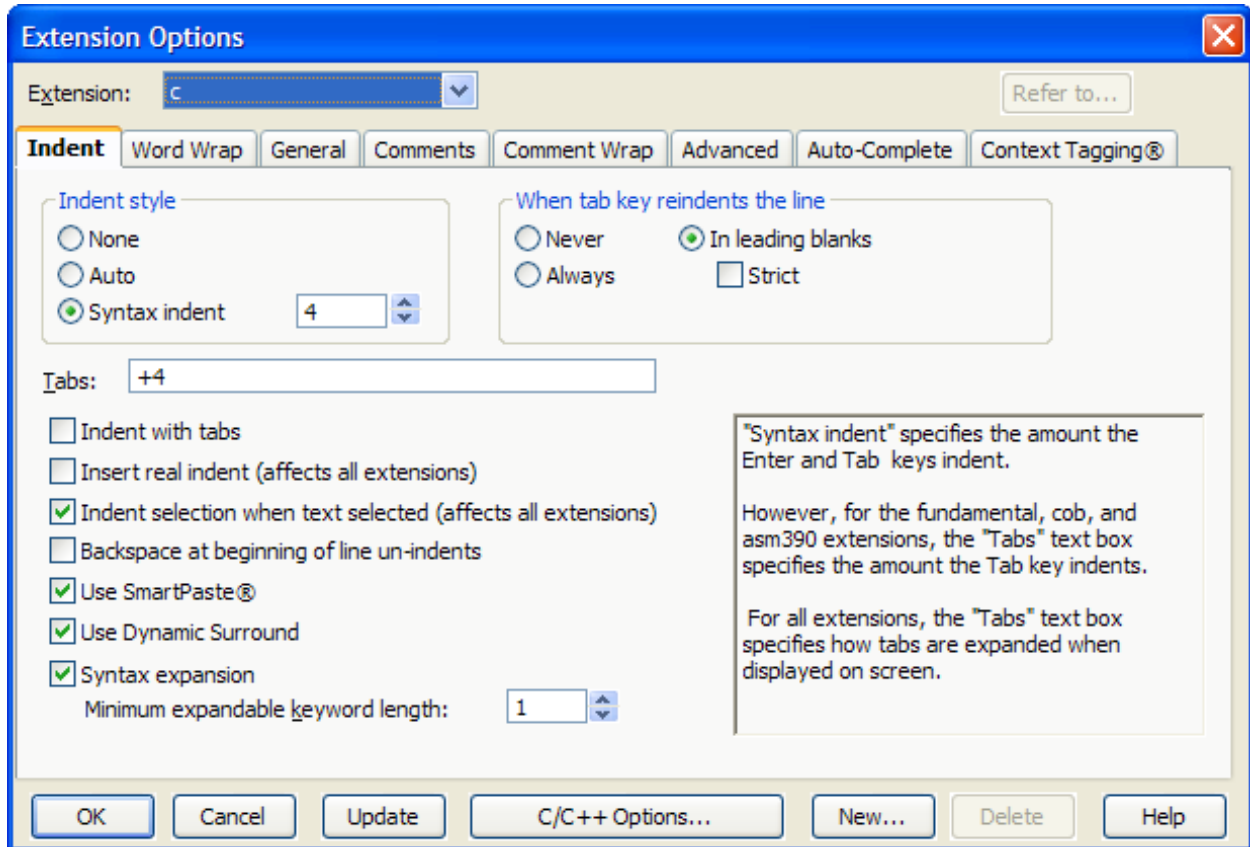 Extension Options
Extension: c Refer to...
Indent Word Wrap General Comments Comment Wrap Advanced Auto-Complete Context Tagging®
Indent style When tab key reindents the line
None Never In leading blanks
Auto Always Strict
Syntax indent 4
Tabs: +4
Indent with tabs
Insert real indent (affects all extensions)
Indent selection when text selected (affects all extensions)
Backspace at beginning of line un-indents
Use SmartPaste®
Use Dynamic Surround
Syntax expansion
Minimum expandable keyword length: 1
"Syntax indent" specifies the amount the
Enter and Tab keys indent.
However, for the fundamental, cob, and
asm390 extensions, the "Tabs" text box
specifies the amount the Tab key indents.
For all extensions, the "Tabs" text box
specifies how tabs are expanded when
displayed on screen.
OK Cancel Update C/C++ Options... New... Delete Help